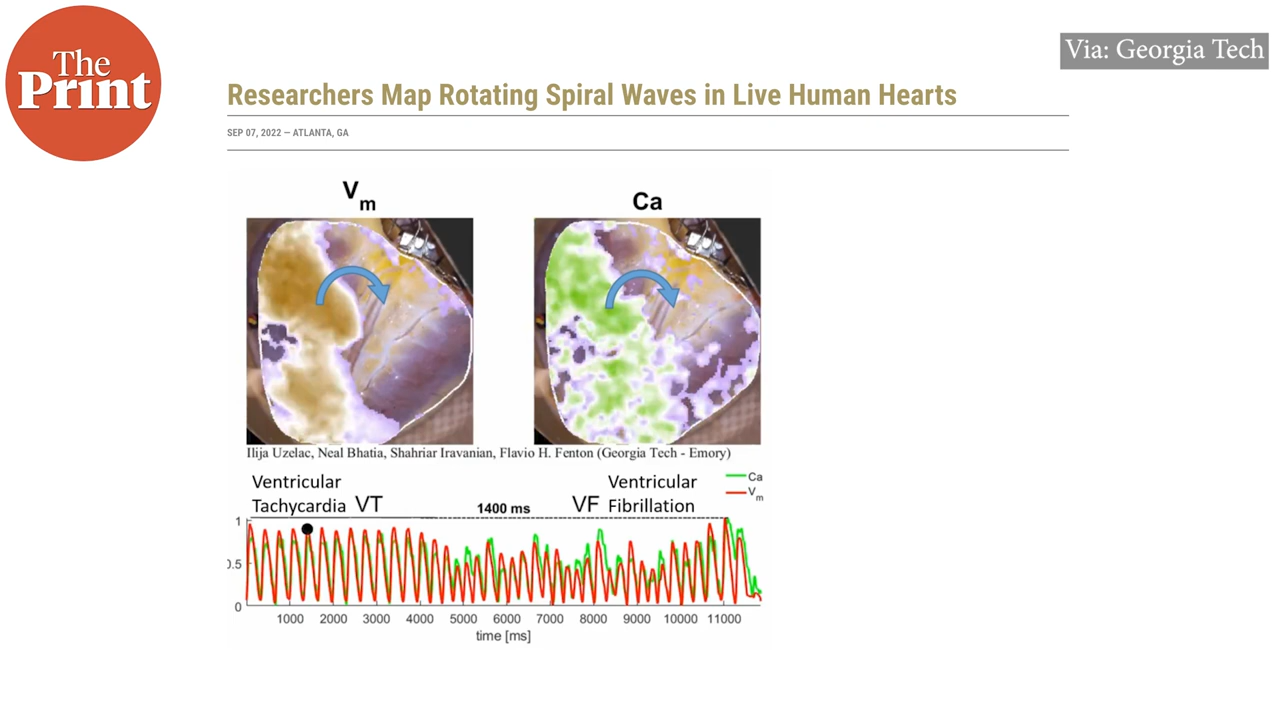 The
Print
Via: Georgia Tech
Researchers Map Rotating Spiral Waves in Live Human Hearts
SEP 07, 2022 — ATLANTA, GA
Vm
Ca
Ilija Uzelac, Neal Bhatia, Shahriar Iravanian, Flavio H. Fenton (Georgia Tech - Emory)
Ventricular
Tachycardia VT
1400 ms
VF Ventricular
Fibrillation
Ca
Vm
1
0.5
0
1000 2000 3000 4000 5000 6000 7000 8000 9000 10000 11000
time [ms]